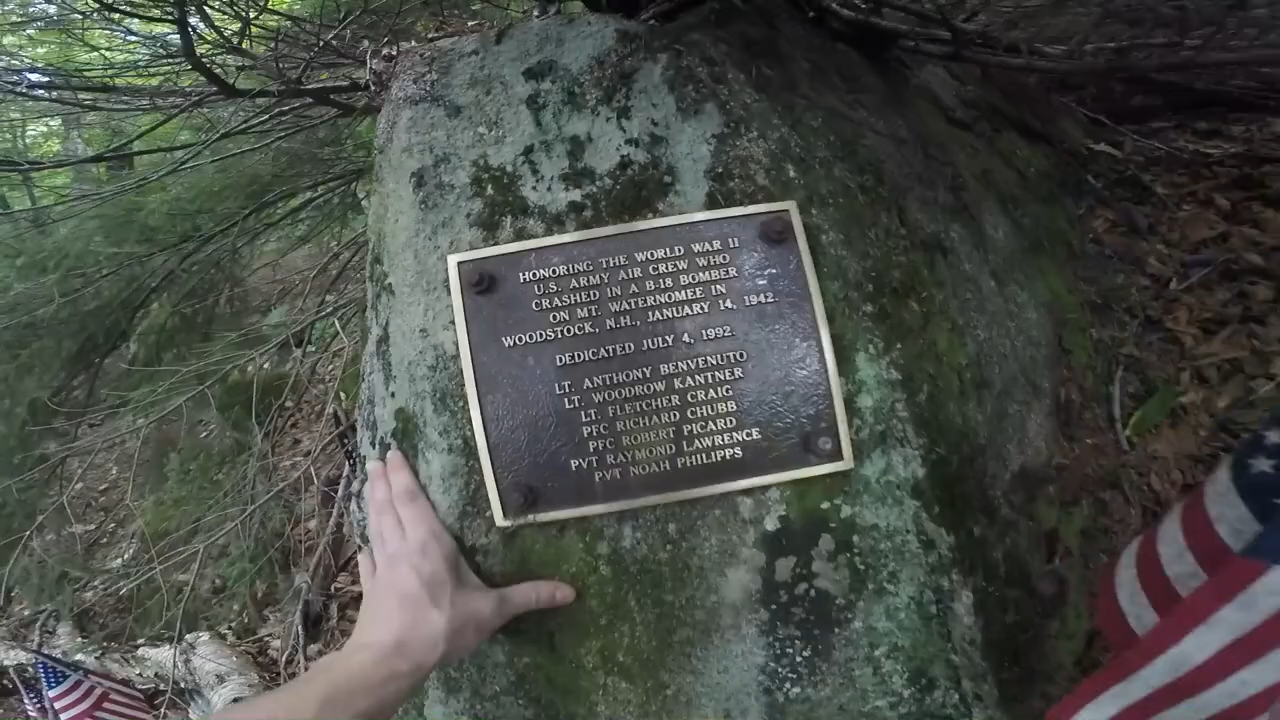 HONORING THE WORLD WAR II
U.S. ARMY AIR CREW WHO
CRASHED IN A B-18 BOMBER
ON MT. WATERNOMEE IN
WOODSTOCK, N.H., JANUARY 14, 1942.
DEDICATED JULY 4, 1992.
LT. ANTHONY BENVENUTO
LT. WOODROW KANTNER
LT. FLETCHER CRAIG
PFC RICHARD CHUBB
PFC ROBERT PICARD
PVT RAYMOND LAWRENCE
PVT NOAH PHILIPPS